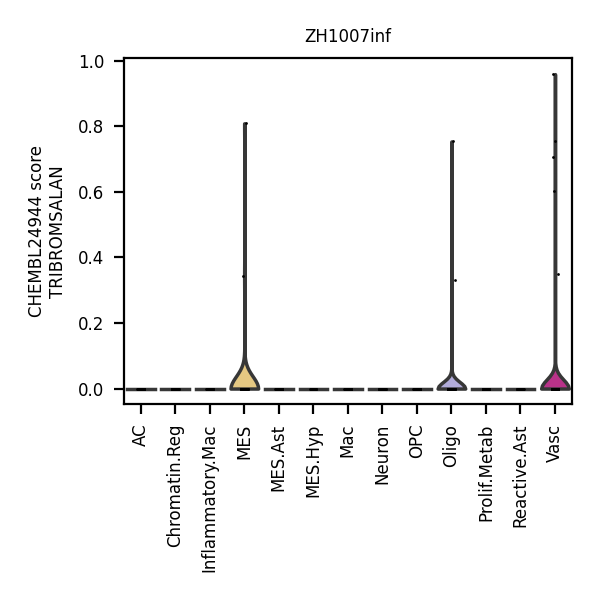 ZH1007inf
CHEMBL24944 score
TRIBROMSALAN
1.0
0.8
0.6
0.4
0.2
0.0
AC
Chromatin.Reg
Inflammatory.Mac
MES
MES.Ast
MES.Hyp
Mac
Neuron
OPC
Oligo
Prolif.Metab
Reactive.Ast
Vasc